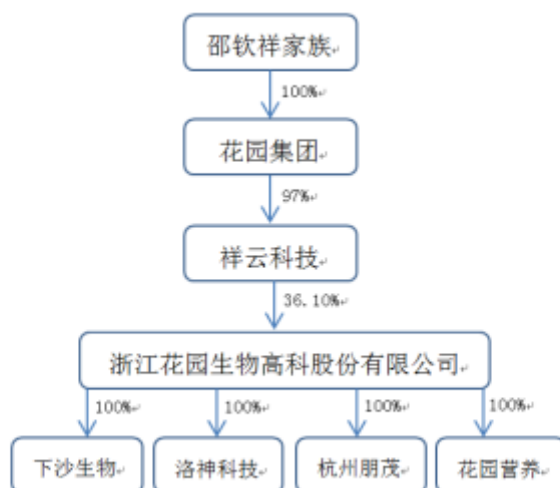 邵钦祥家族
100%
花园集团
97%
祥云科技
36.10%
浙江花园生物高科股份有限公司
100% 100% 100% 100%
下沙生物 洛神科技 杭州朋茂 花园营养